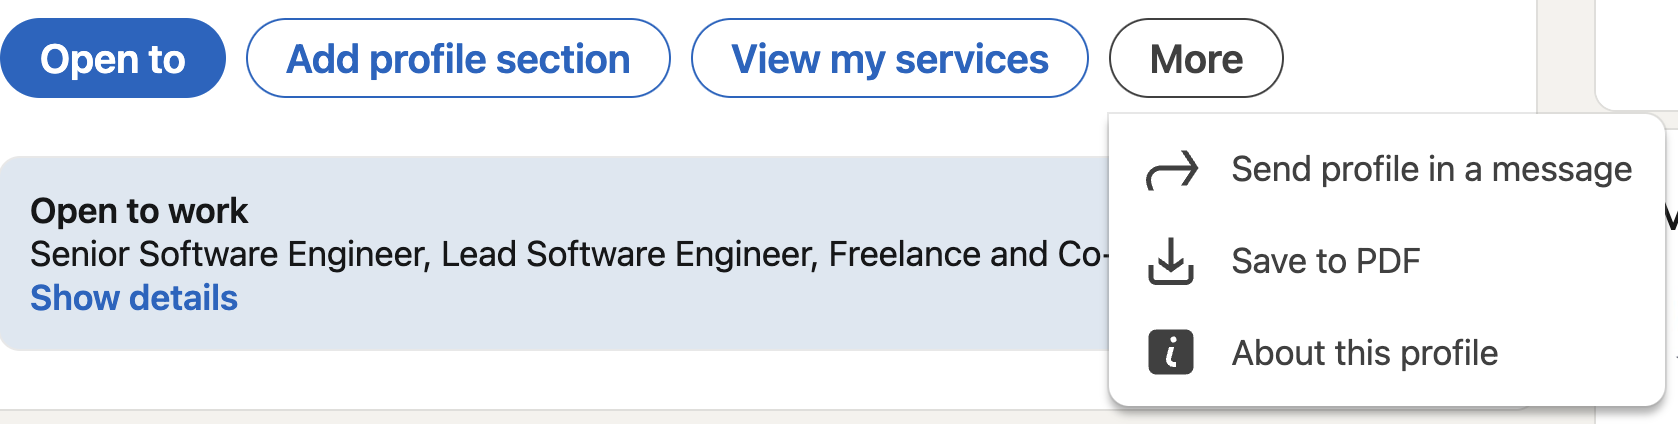 Open to
Add profile section
View my services
More
Send profile in a message
Save to PDF
About this profile
Open to work
Senior Software Engineer, Lead Software Engineer, Freelance and Co-
Show details